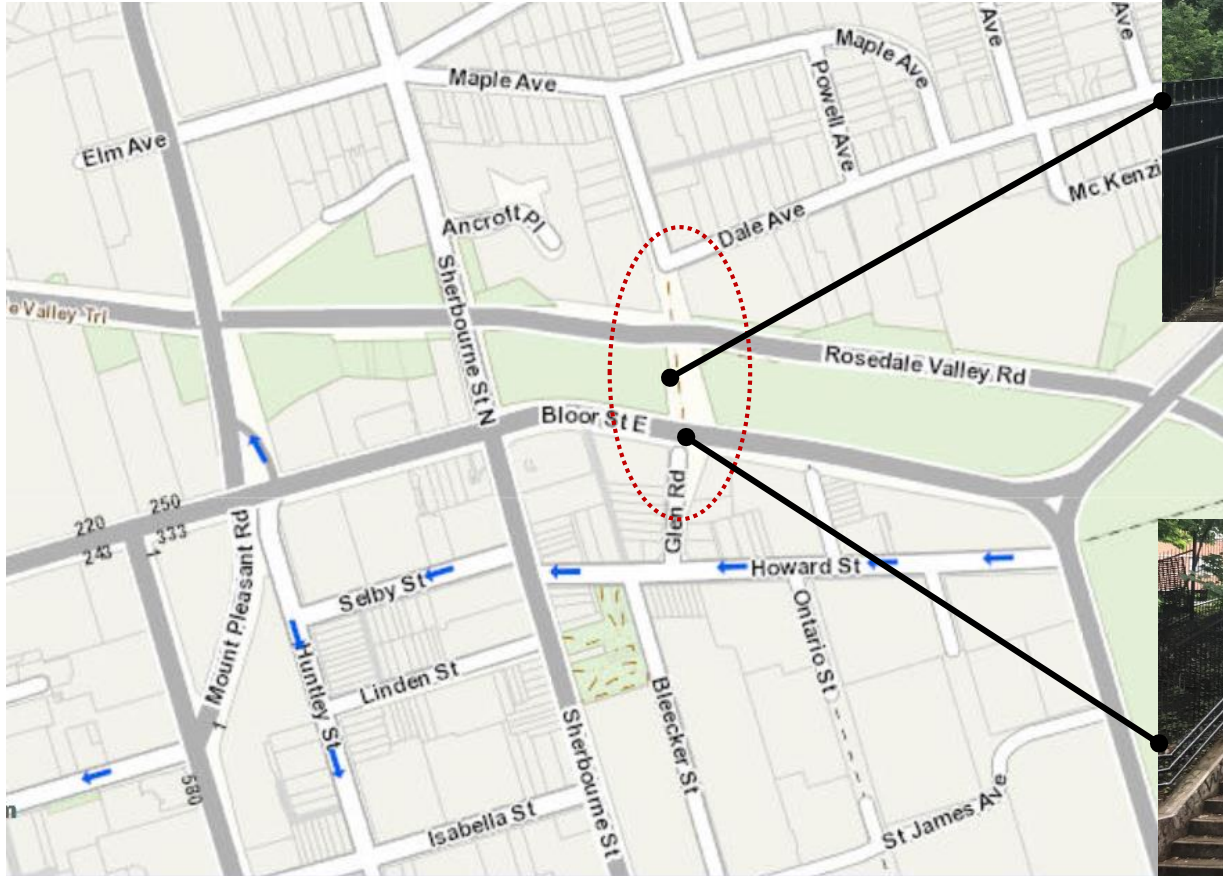 Ave
Ave
Maple Ave
Maple Ave
Powell Ave
Elm Ave
Mc Kenzi
Ancroft Pl
Dale Ave
Sherbourne St N
e Valley Trl
Rosedale Valley Rd
Bloor St E
250
220
333
243
1
Glen Rd
Howard St
Mount Pleasant Rd
Selby St
Ontario St
Huntley St
Linden St
Bleecker St
Sherbourne St
1
580
Isabella St
St James Ave